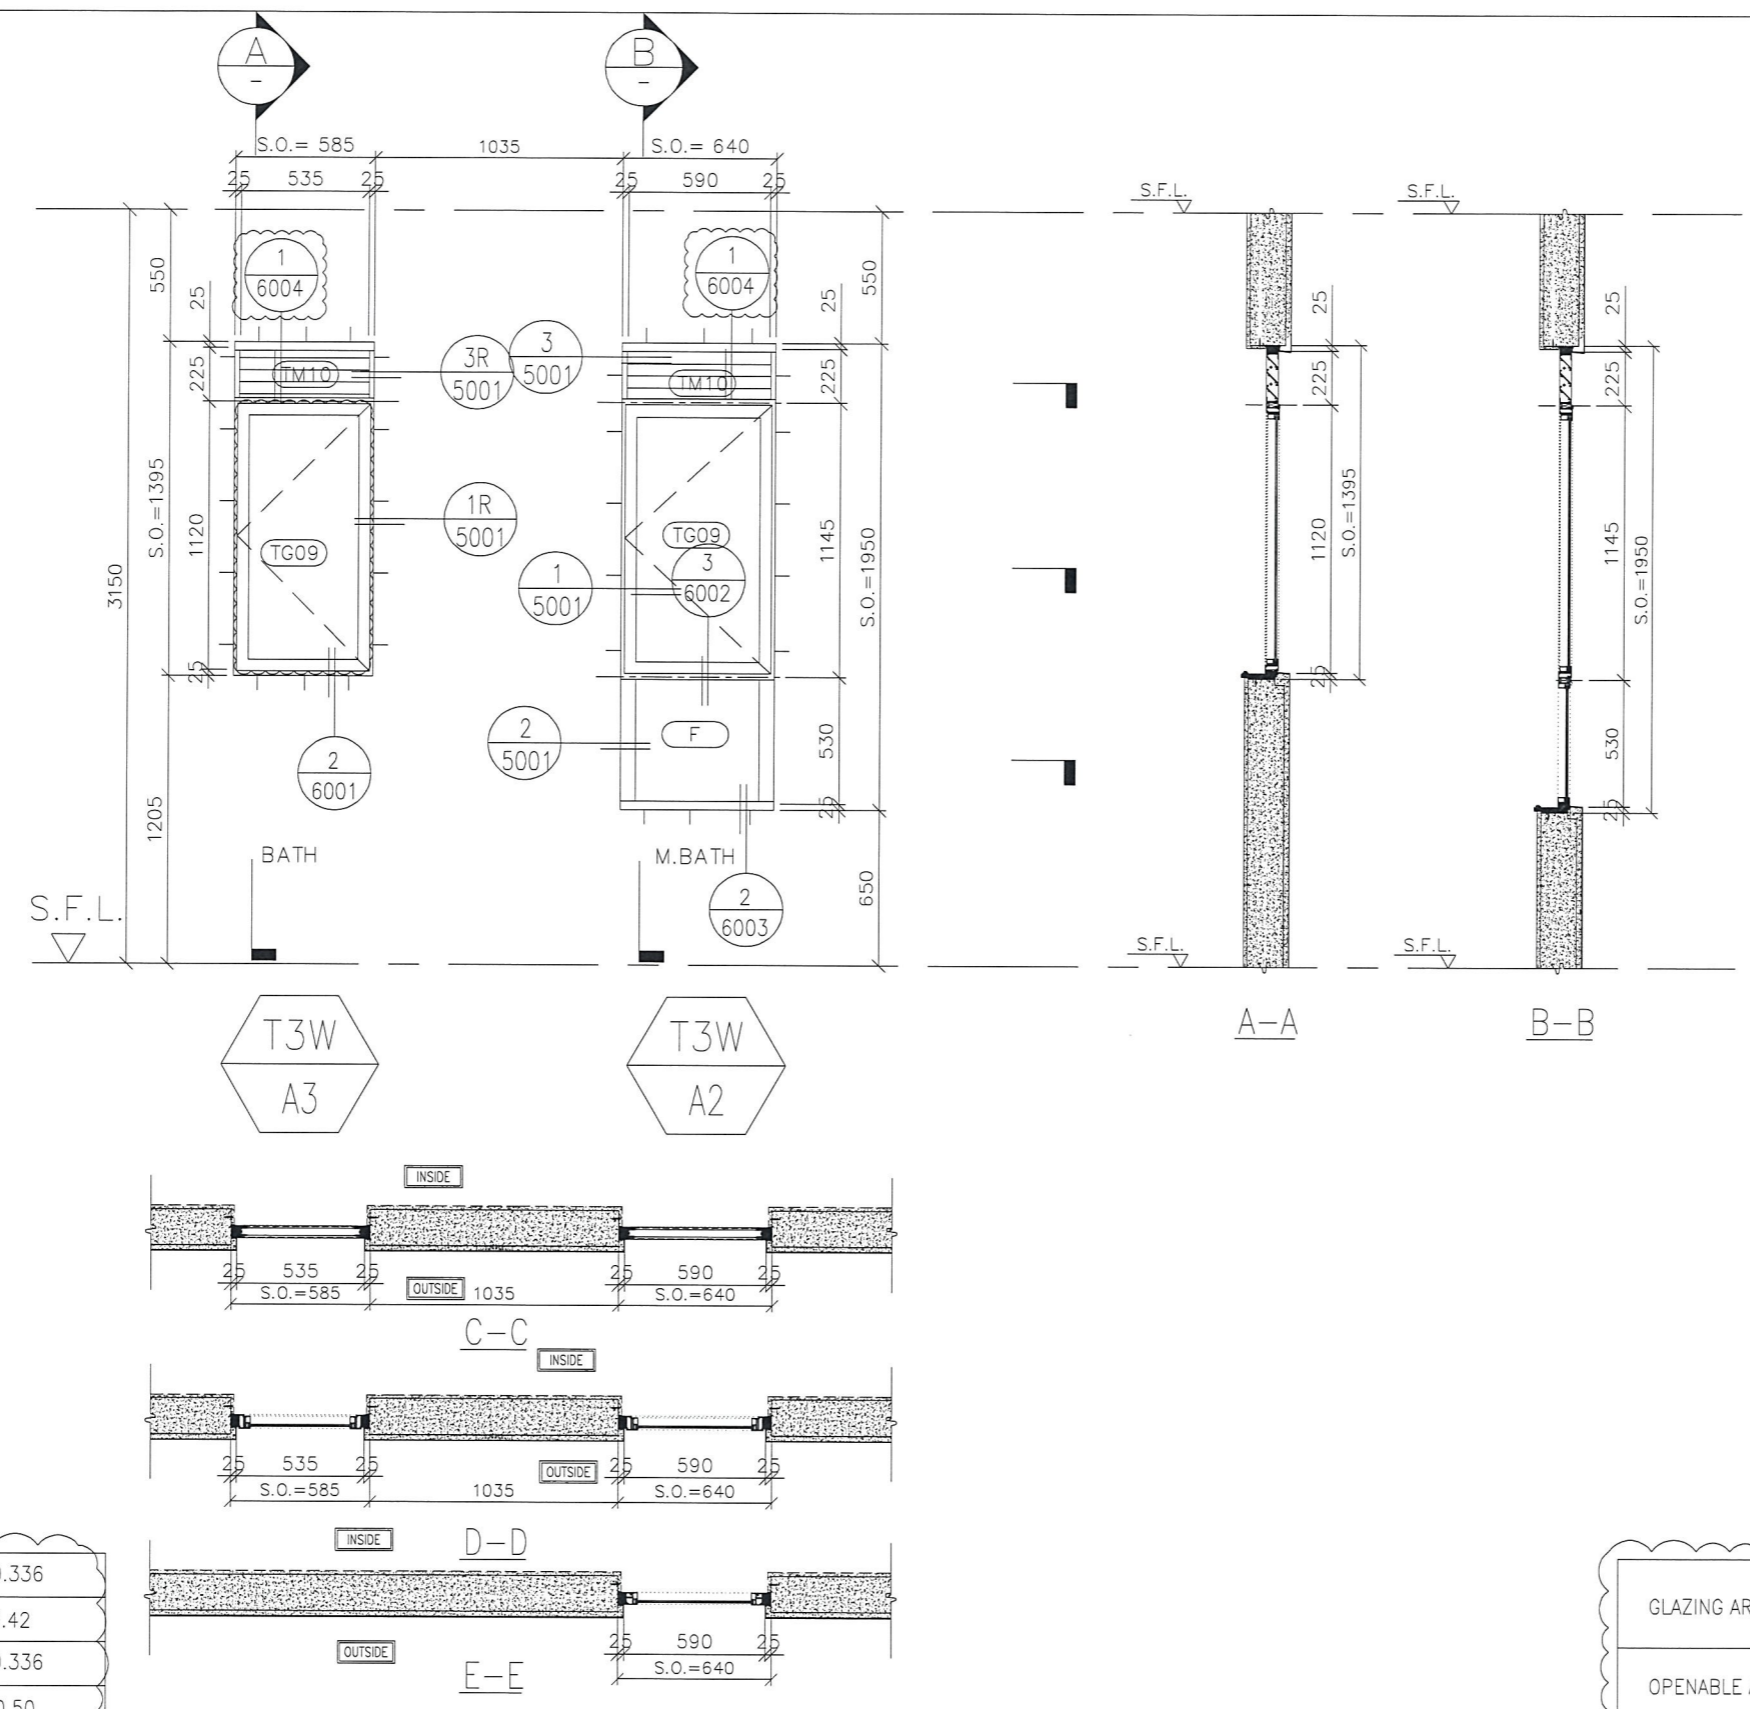 A
-
B
-
S.O.= 585
1035
S.O.= 640
25
535
25
25
590
25
S.F.L.
S.F.L.
1
6004
1
6004
550
25
25
550
25
25
TM10
3R
5001
3
5001
TM10
225
225
225
225
S.O.=1395
1120
TG09
1R
5001
TG09
3
6002
1
5001
1145
S.O.=1950
1120
S.O.=1395
1145
S.O.=1950
3150
25
25
2
6001
2
5001
F
530
25
530
25
1205
BATH
M.BATH
2
6003
650
S.F.L.
S.F.L.
S.F.L.
T3W
A3
T3W
A2
A-A
B-B
INSIDE
25
535
25
25
590
25
S.O.=585
OUTSIDE
1035
S.O.=640
C-C
INSIDE
25
535
25
OUTSIDE
25
590
25
S.O.=585
1035
S.O.=640
INSIDE
D-D
.336
.42
.336
GLAZING AR
OUTSIDE
25
590
25
S.O.=640
E-E
OPENABLE